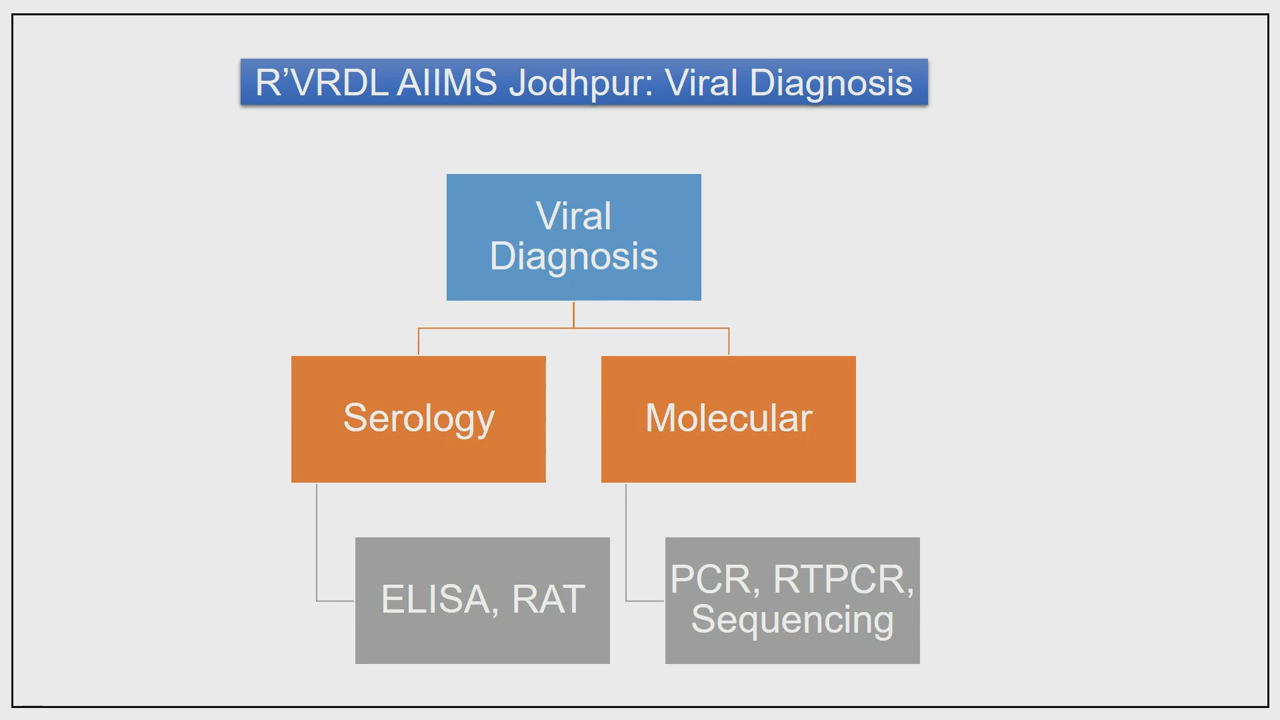 R’VRDL AIIMS Jodhpur: Viral Diagnosis
Viral
Diagnosis
Serology
Molecular
ELISA, RAT
PCR, RTPCR,
Sequencing